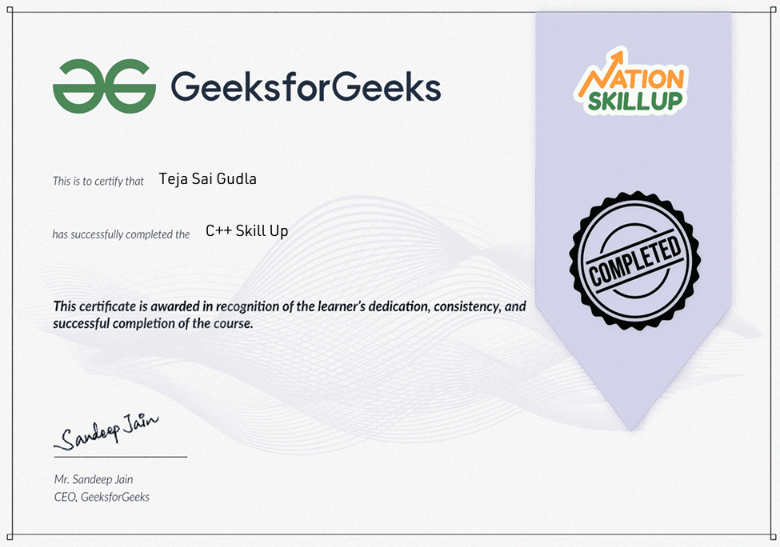 GeeksforGeeks
NATION
SKILLUP
This is to certify that Teja Sai Gudla
has successfully completed the C++ Skill Up
COMPLETED
This certificate is awarded in recognition of the learner's dedication, consistency, and
successful completion of the course.
Sandeep Jain
Mr. Sandeep Jain
CEO, GeeksforGeeks